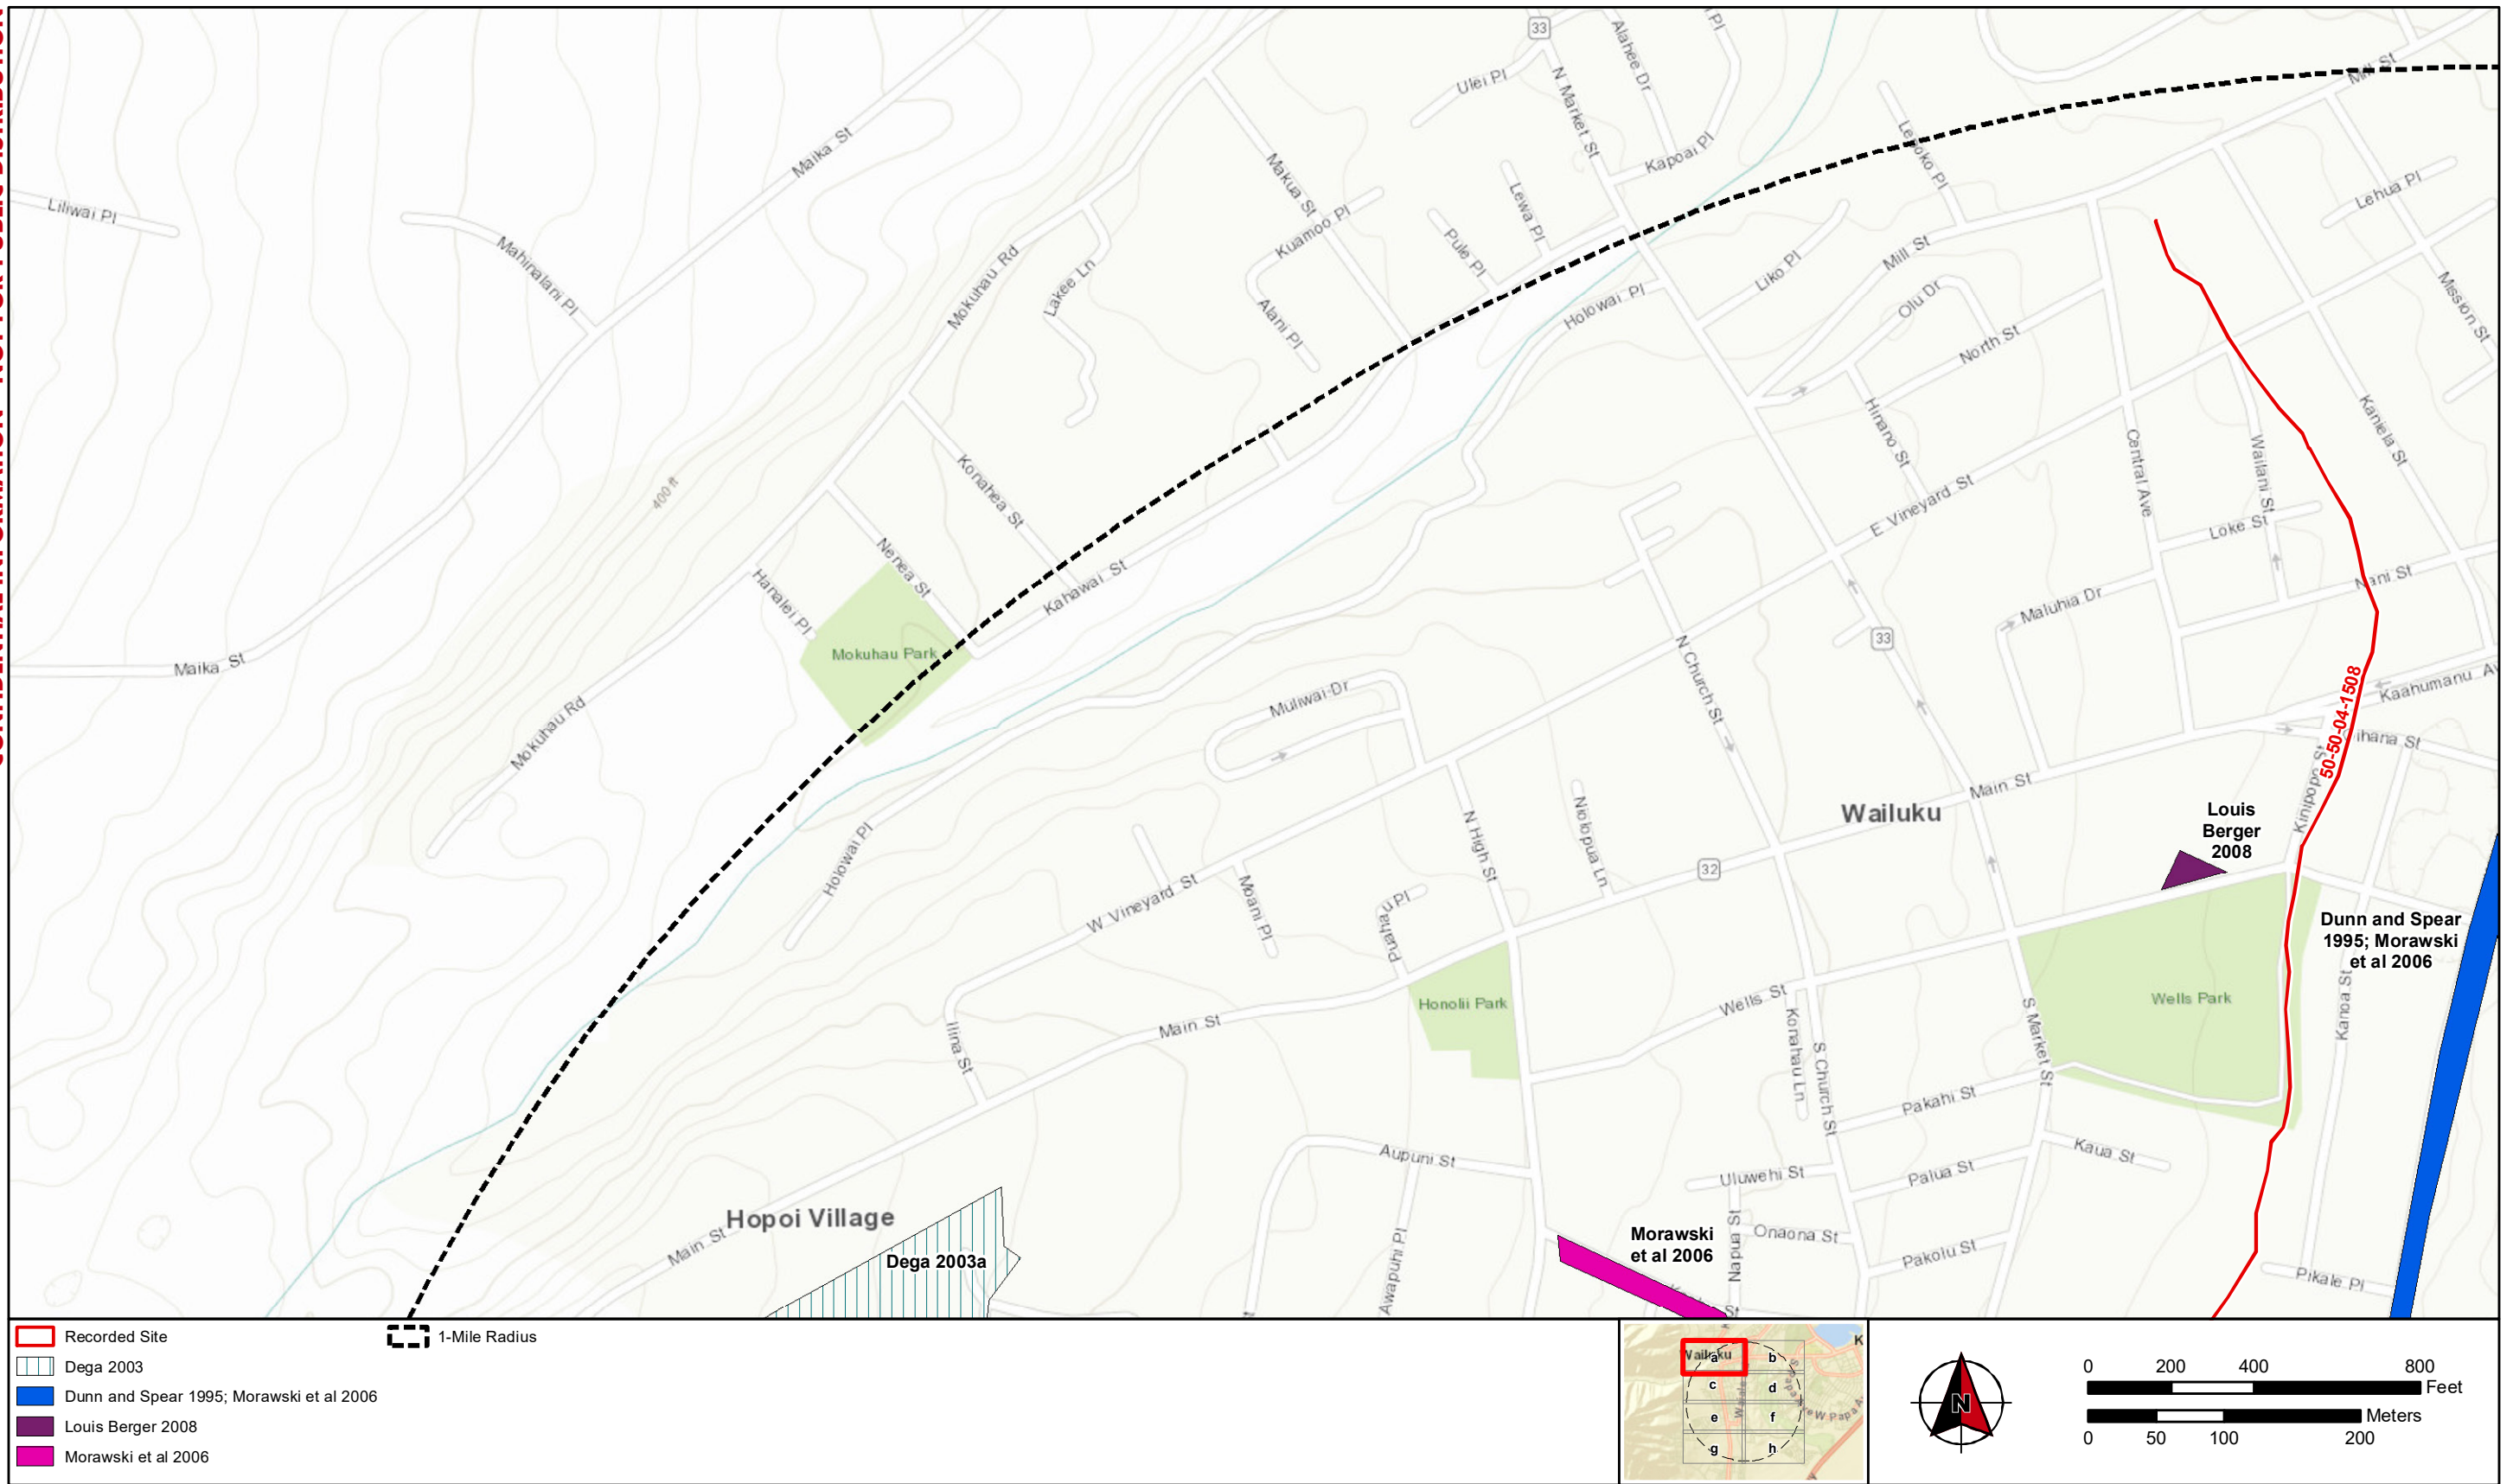 33
Alahee Dr
Ulei Pl
N Market St
Mill St
Maika St
Kapoai Pl
Makua St
Lewa Pl
Lehua Pl
Liliwai Pl
Kuamoo Pl
Pule Pl
Mahinalani Pl
Mokuhau Rd
Lakee Ln
Alani Pl
Holowai Pl
Liko Pl
Mill St
Olu Dr
North St
Mission St
Hinano St
Kaniela St
Central Ave
Wailani St
400 ft
Konahea St
E Vineyard St
Loke St
Nenea St
Kahawai St
Hanalei Pl
Maluhia Dr
Nani St
33
Mokuhau Park
Maika St
N Church St
Muliwai Dr
Kaahumanu
50-50-04-1508
Mokuhau Rd
Main St
Wailuku
Louis
Berger
2008
Niolopua Ln
N High St
32
Holowai Pl
W Vineyard St
Moani Pl
Dunn and Spear
1995; Morawski
et al 2006
Honolii Park
Wells St
Wells Park
Main St
Ilina St
Konahau Ln
S Church St
S Market St
Kanoa St
Pakahi St
Aupuni St
Uluwehi St
Palua St
Kaua St
Hopoi Village
Main St
Dega 2003a
Awapuhi Pl
Morawski
et al 2006
Napua St
Onaona St
Pakolu St
Pikale Pl
St
Recorded Site
1-Mile Radius
Dega 2003
Dunn and Spear 1995; Morawski et al 2006
Louis Berger 2008
Morawski et al 2006
Wailuku
a
b
c
d
e
f
g
h
K
N
0 200 400 800
Feet
Meters
0 50 100 200